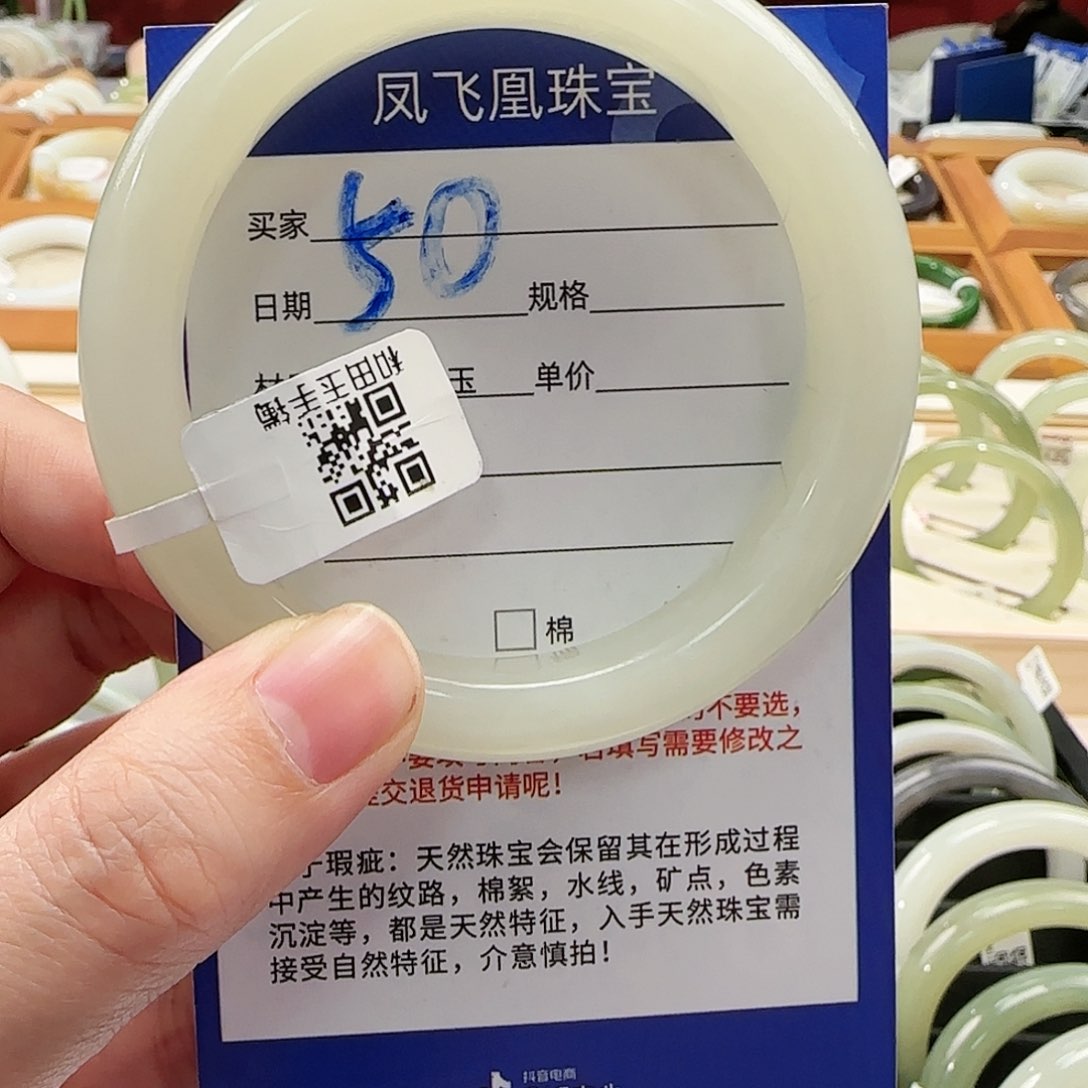 凤飞凰珠宝
买家 50
日期 规格
玉 单价
和田玉手镯
棉
不要选,
填写需要修改之
交退货申请呢!
瑕疵：天然珠宝会保留其在形成过程
中产生的纹路，棉絮，水线，矿点，色素
沉淀等，都是天然特征，入手天然珠宝需
接受自然特征，介意慎拍!
抖音电商